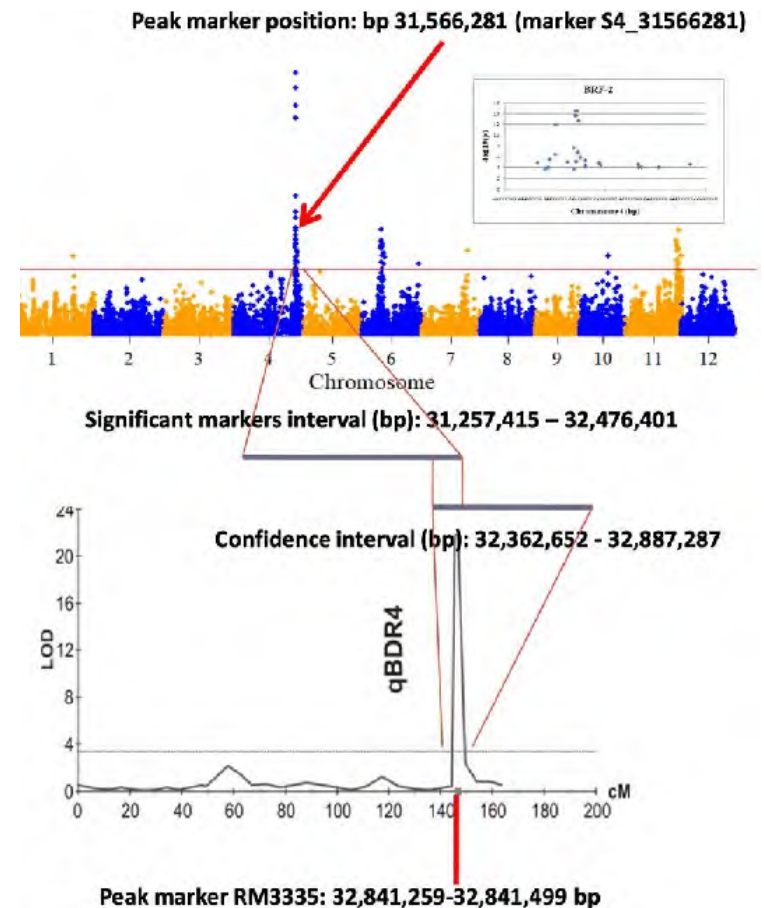 Peak marker position: bp 31,566,281 (marker S4_31566281)
BRF-2
Chromosome 4 (bp)
1 2 3 4 5 6 7 8 9 10 11 12
Chromosome
Significant markers interval (bp): 31,257,415 – 32,476,401
24
Confidence interval (bp): 32,362,652 - 32,887,287
20
16
LOD
12
qBDR4
8
4
0
cM
0 20 40 60 80 100 120 140 160 180 200
Peak marker RM3335: 32,841,259-32,841,499 bp